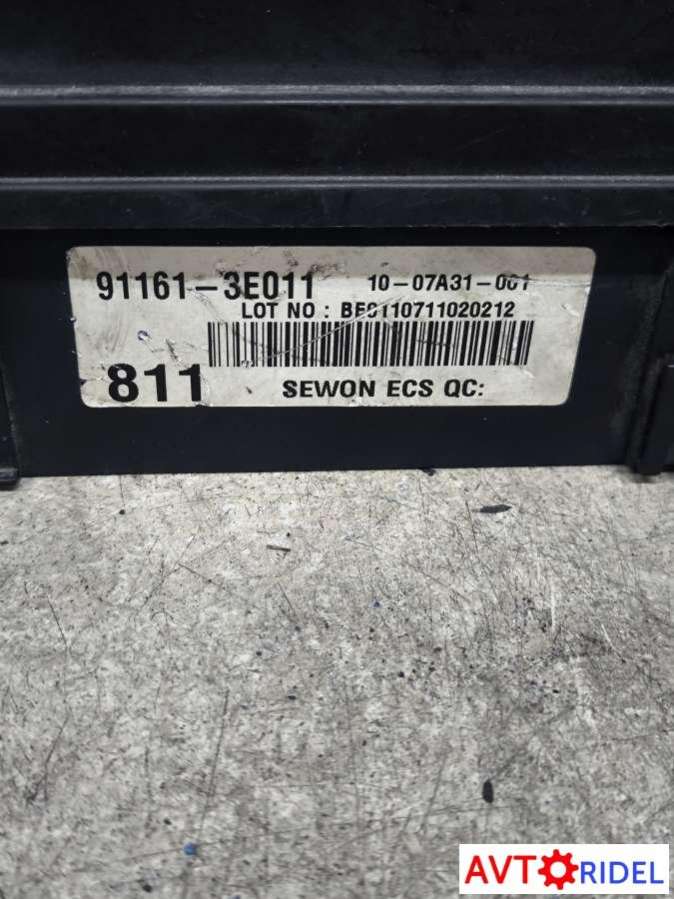 91161-3E011 10-07A31-001
LOT NO : BE0110711020212
811 SEWON ECS QC:
AVTORIDEL